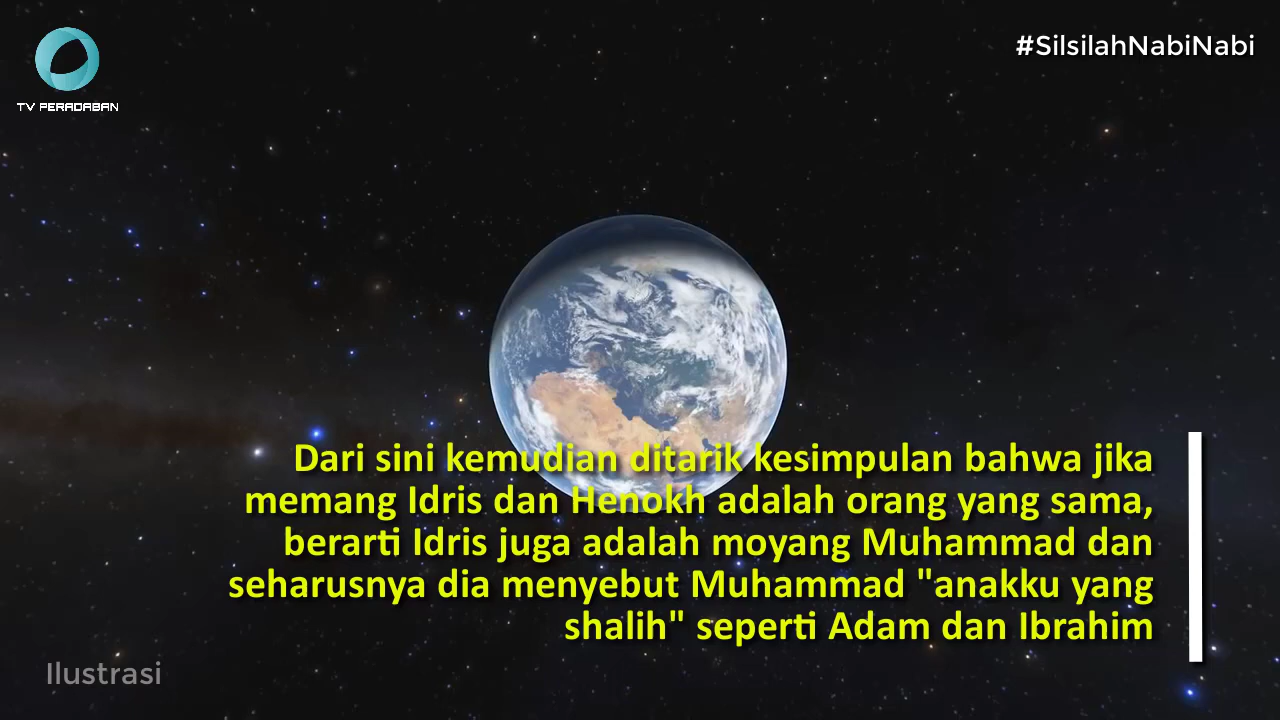 #SilsilahNabiNabi
TV PERADABAN
Dari sini kemudian ditarik kesimpulan bahwa jika
memang Idris dan Henokh adalah orang yang sama,
berarti Idris juga adalah moyang Muhammad dan
seharusnya dia menyebut Muhammad "anakku yang
shalih" seperti Adam dan Ibrahim
Ilustrasi